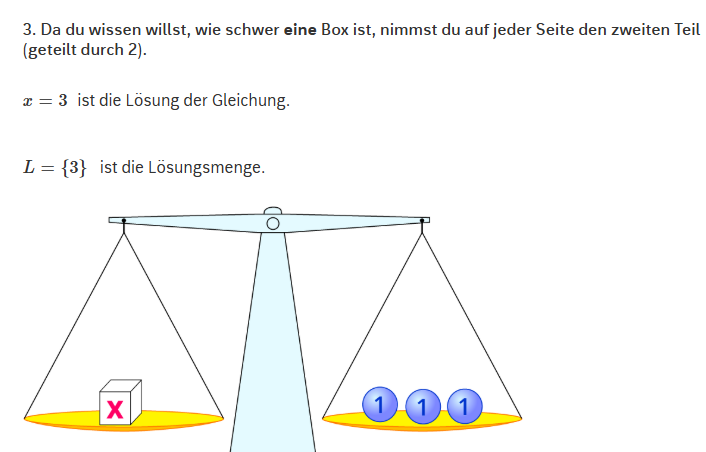 3. Da du wissen willst, wie schwer eine Box ist, nimmst du auf jeder Seite den zweiten Teil
(geteilt durch 2).
x = 3 ist die Lösung der Gleichung.
L = {3} ist die Lösungsmenge.
X 1 1 1